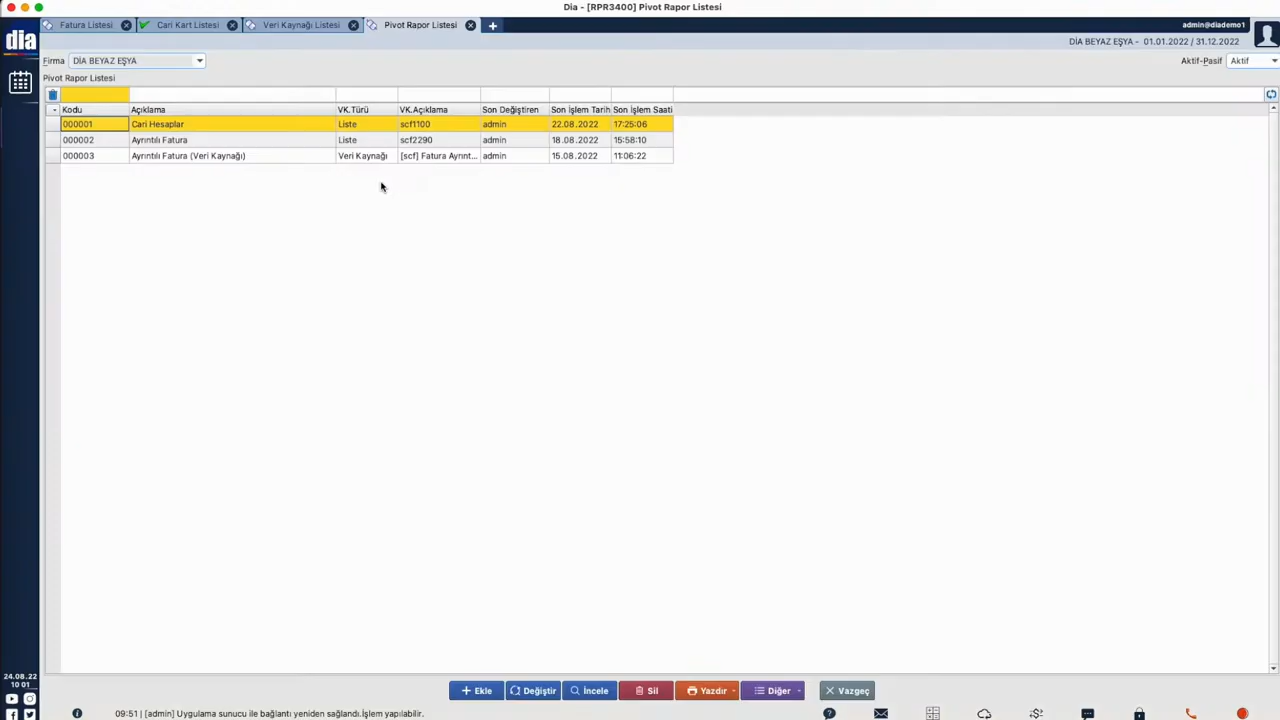 Dia - [RPR3400] Pivot Rapor Listesi
dia
Fatura Listesi
Cari Kart Listesi
Veri Kaynağı Listesi
Pivot Rapor Listesi
admin@diademo1
DİA BEYAZ EŞYA - 01.01.2022 / 31.12.2022
Firma DİA BEYAZ EŞYA
Aktif-Pasif Aktif
Pivot Rapor Listesi
Kodu Açıklama VK.Türü VK.Açıklama Son Değiştiren Son İşlem Tarih Son İşlem Saati
000001 Cari Hesaplar Liste scf1100 admin 22.08.2022 17:25:06
000002 Ayrıntılı Fatura Liste scf2290 admin 18.08.2022 15:58:10
000003 Ayrıntılı Fatura (Veri Kaynağı) Veri Kaynağı [scf] Fatura Ayrınt... admin 15.08.2022 11:06:22
24.08.22
10 01
Ekle Değiştir İncele Sil Yazdır Diğer Vazgeç
09:51 | [admin] Uygulama sunucu ile bağlantı yeniden sağlandı.İşlem yapılabilir.